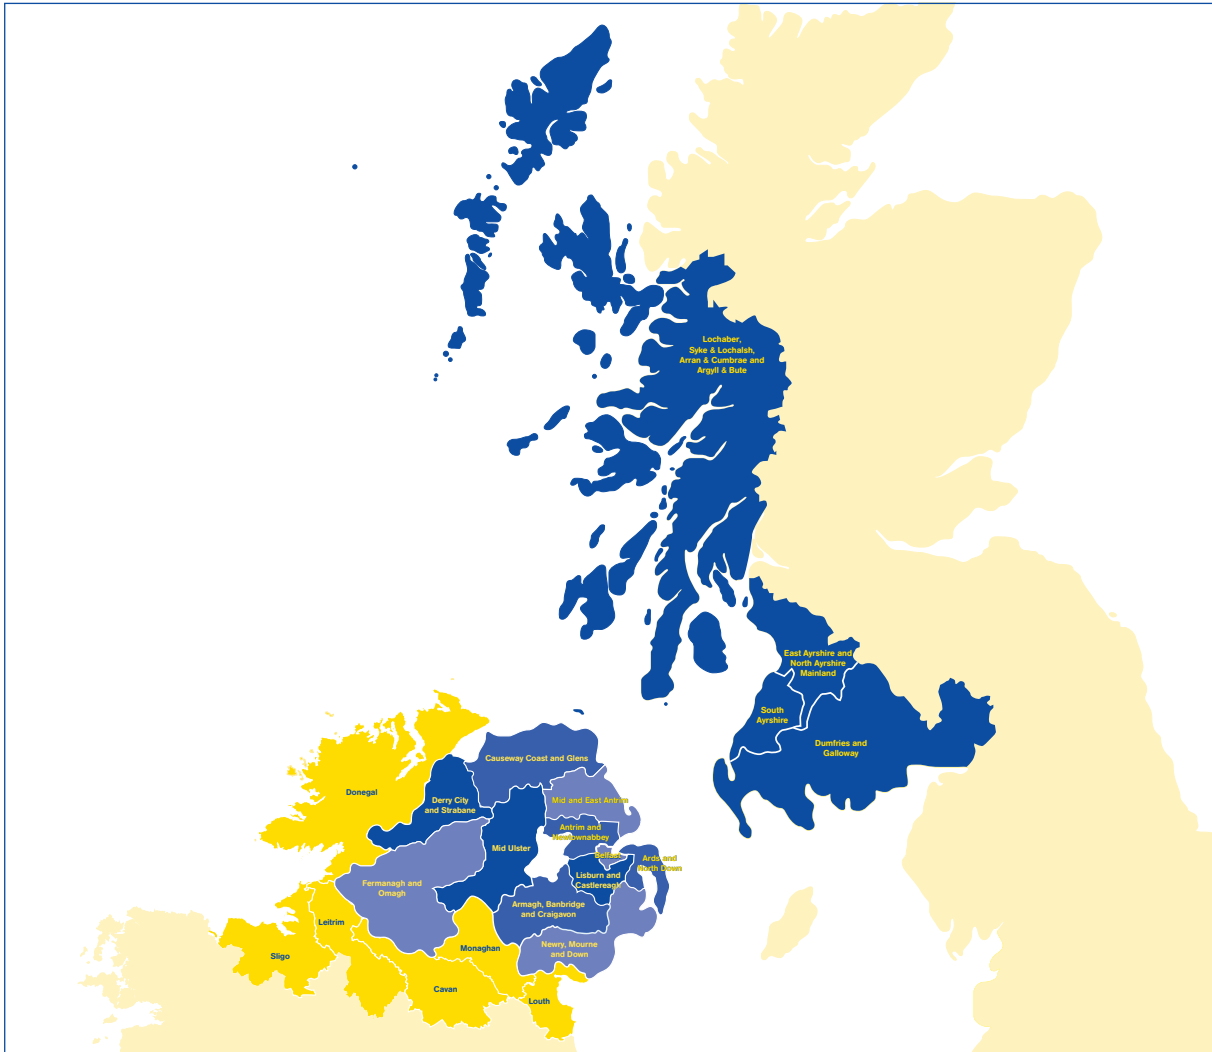 Lochaber,
Syke & Lochalsh,
Arran & Cumbrae and
Argyll & Bute
East Ayrshire and
North Ayrshire
Mainland
South
Ayrshire
Dumfries and
Galloway
Causeway Coast and Glens
Donegal
Derry City
and Strabane
Mid and East Antrim
Antrim and
Newtownabbey
Mid Ulster
Belfast
Ards and
North Down
Lisburn and
Castlereagh
Fermanagh and
Omagh
Armagh, Banbridge
and Craigavon
Leitrim
Newry, Mourne
and Down
Monaghan
Sligo
Cavan
Louth